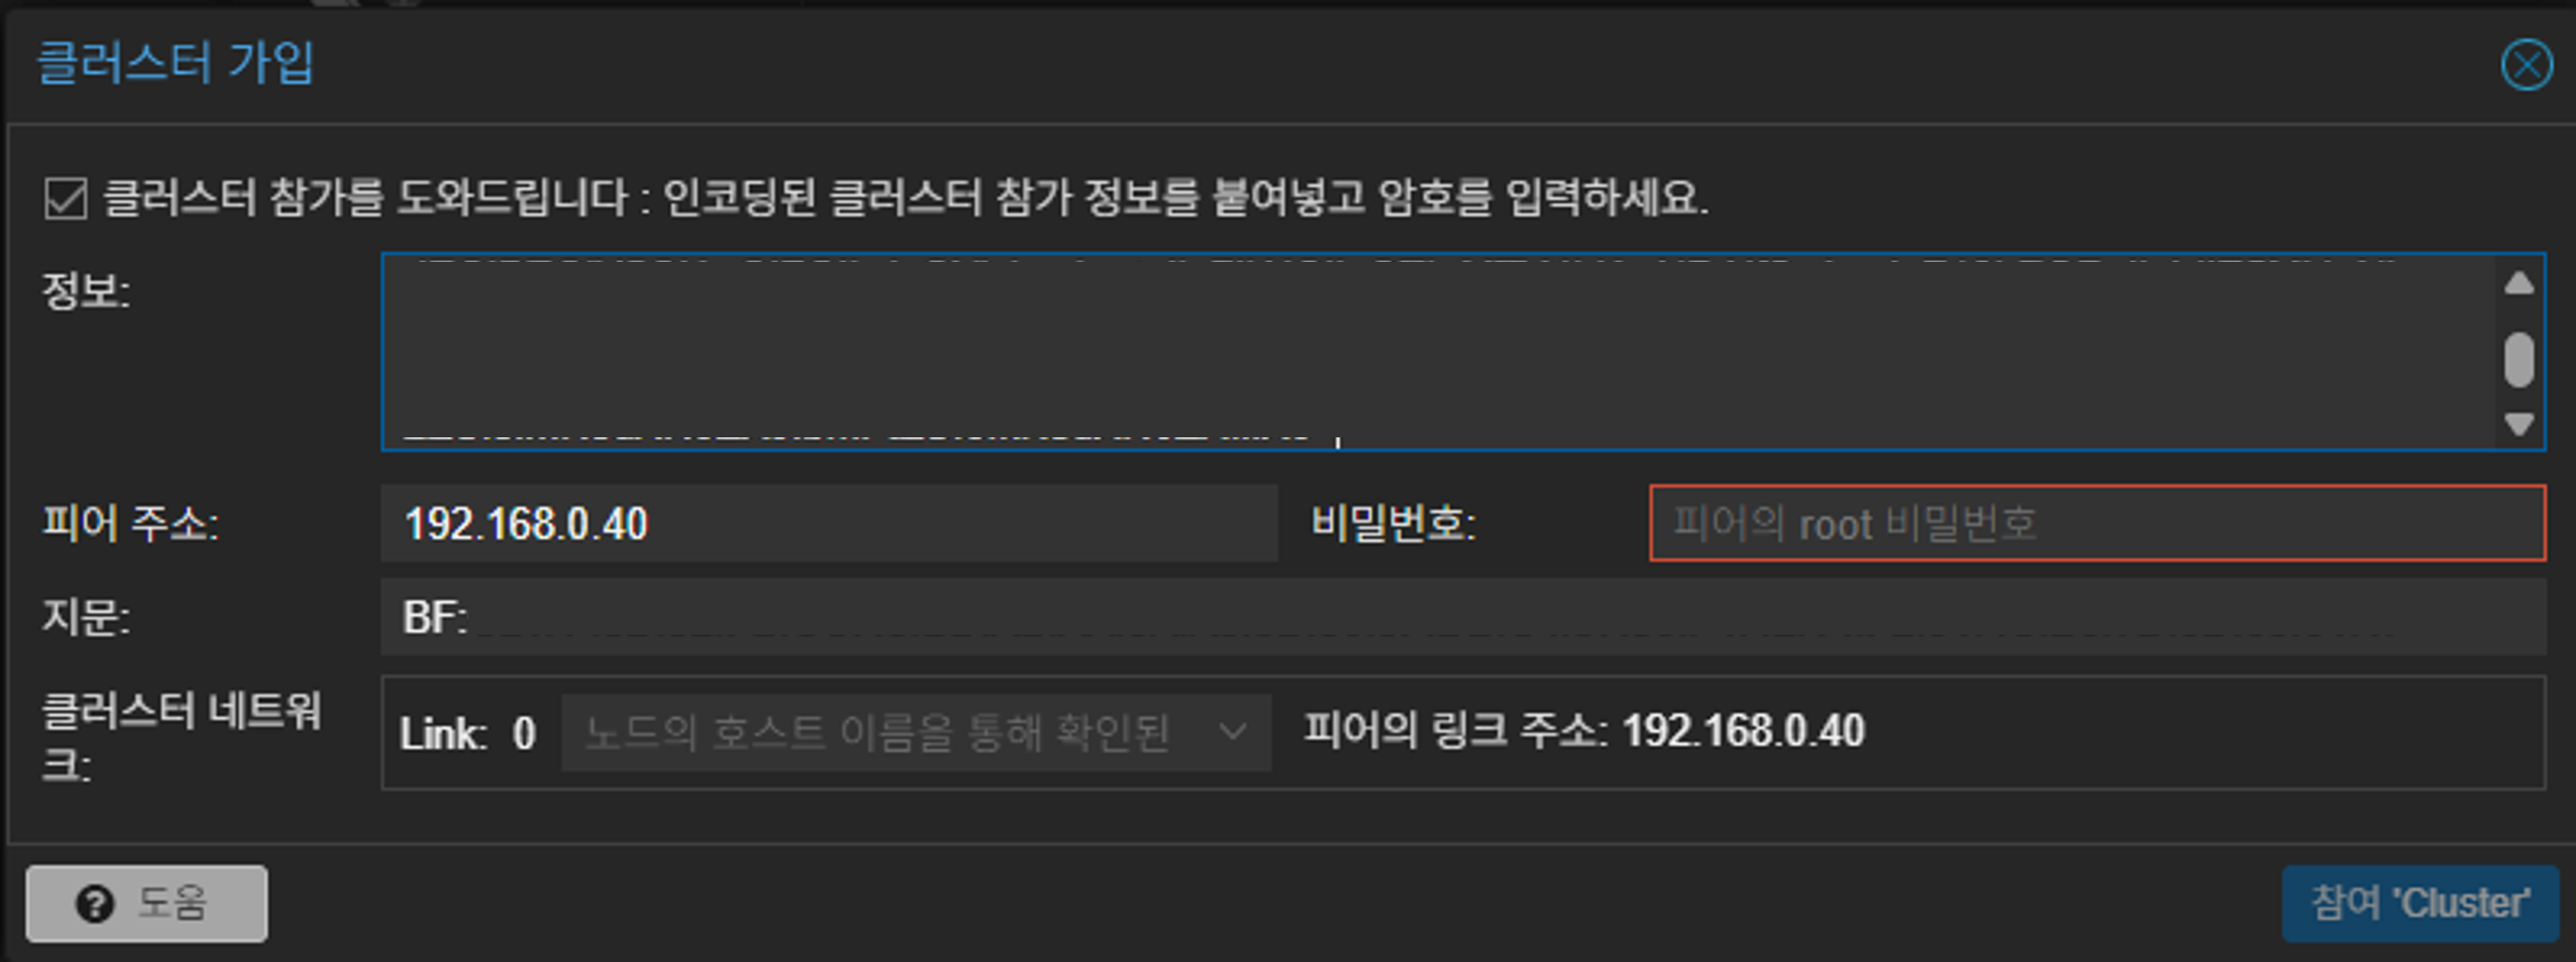 클러스터 가입
클러스터 참가를 도와드립니다 : 인코딩된 클러스터 참가 정보를 붙여넣고 암호를 입력하세요.
정보:
피어 주소: 192.168.0.40 비밀번호: 피어의 root 비밀번호
지문: BF:
클러스터 네트워
크:
Link: 0 노드의 호스트 이름을 통해 확인된 피어의 링크 주소: 192.168.0.40
도움 참여 'Cluster'